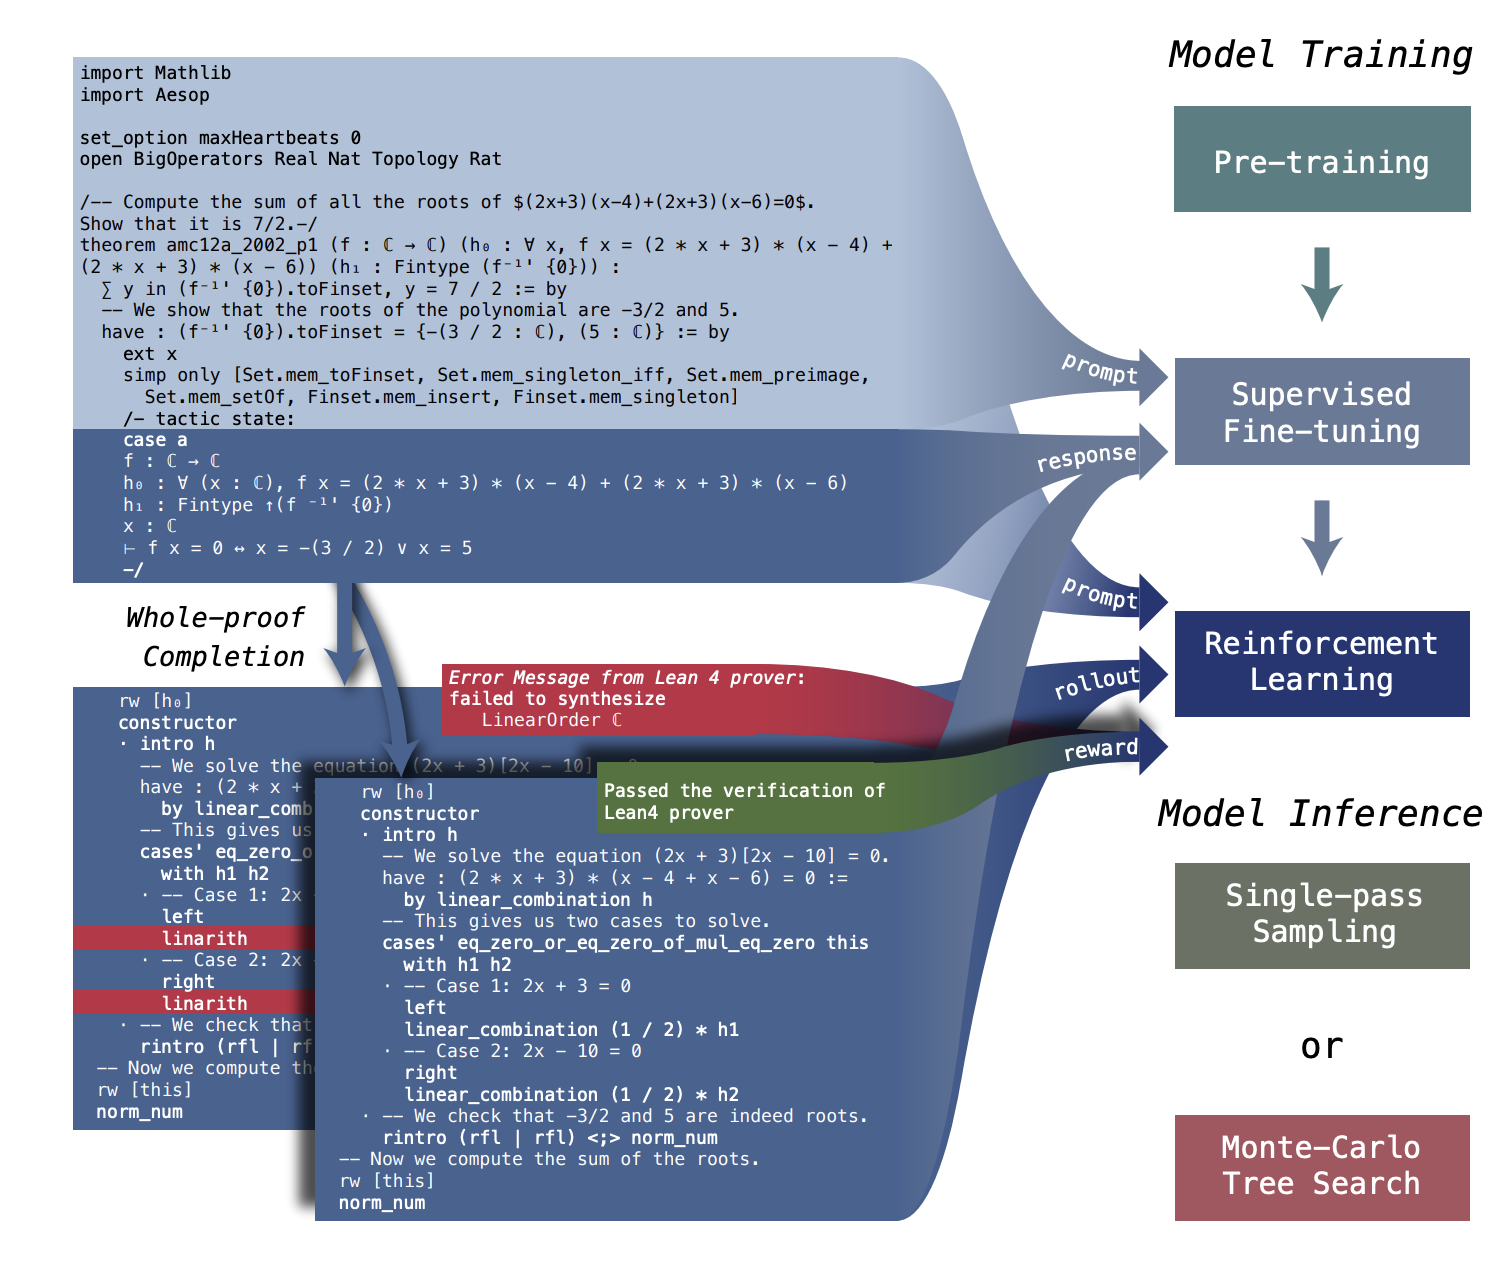 import Mathlib
import Aesop
set_option maxHeartbeats 0
open BigOperators Real Nat Topology Rat
/-- Compute the sum of all the roots of $(2x+3)(x-4)+(2x+3)(x-6)=0$.
Show that it is 7/2.-/
theorem amc12a_2002_p1 (f : ℂ → ℂ) (h₀ : ∀ x, f x = (2 * x + 3) * (x - 4) +
(2 * x + 3) * (x - 6)) (h₁ : Fintype (f⁻¹' {0})) :
∑ y in (f⁻¹' {0}).toFinset, y = 7 / 2 := by
-- We show that the roots of the polynomial are -3/2 and 5.
have : (f⁻¹' {0}).toFinset = {-(3 / 2 : ℂ), (5 : ℂ)} := by
ext x
simp only [Set.mem_toFinset, Set.mem_singleton_iff, Set.mem_preimage,
Set.mem_setOf, Finset.mem_insert, Finset.mem_singleton]
/- tactic state:
case a
f : ℂ → ℂ
h₀ : ∀ (x : ℂ), f x = (2 * x + 3) * (x - 4) + (2 * x + 3) * (x - 6)
h₁ : Fintype ↑(f ⁻¹' {0})
x : ℂ
⊢ f x = 0 ↔ x = -(3 / 2) ∨ x = 5
-/
Whole-proof
Completion
rw [h₀]
constructor
· intro h
-- We solve the equation (2x + 3)[2x - 10]
have : (2 * x +
by linear_comb
-- This gives us
cases' eq_zero_o
with h1 h2
· -- Case 1: 2x
left
linarith
· -- Case 2: 2x
right
linarith
· -- We check that
rintro (rfl | rf
-- Now we compute th
rw [this]
norm_num
Error Message from Lean 4 prover:
failed to synthesize
LinearOrder ℂ
Passed the verification of
Lean4 prover
rw [h₀]
constructor
· intro h
-- We solve the equation (2x + 3)[2x - 10] = 0.
have : (2 * x + 3) * (x - 4 + x - 6) = 0 :=
by linear_combination h
-- This gives us two cases to solve.
cases' eq_zero_or_eq_zero_of_mul_eq_zero this
with h1 h2
· -- Case 1: 2x + 3 = 0
left
linear_combination (1 / 2) * h1
· -- Case 2: 2x - 10 = 0
right
linear_combination (1 / 2) * h2
· -- We check that -3/2 and 5 are indeed roots.
rintro (rfl | rfl) <;> norm_num
-- Now we compute the sum of the roots.
rw [this]
norm_num
prompt
response
prompt
rollout
reward
Model Training
Pre-training
Supervised
Fine-tuning
Reinforcement
Learning
Model Inference
Single-pass
Sampling
or
Monte-Carlo
Tree Search